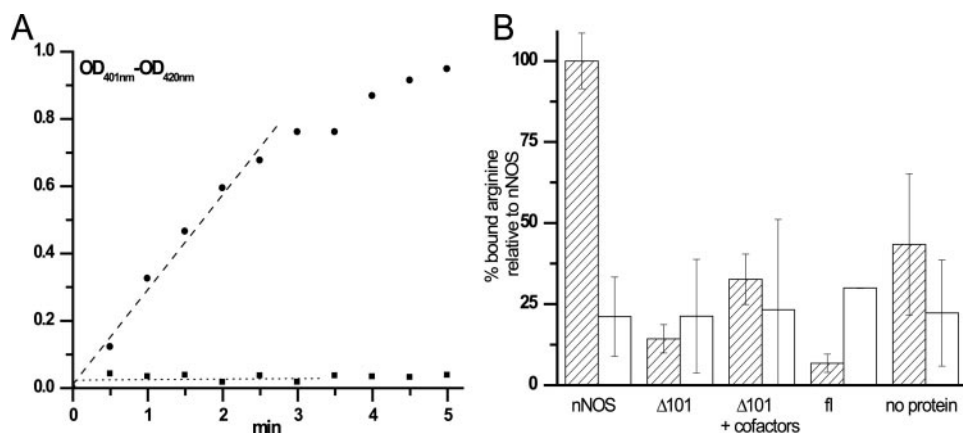 A
OD401nm-OD420nm
1.0
0.8
0.6
0.4
0.2
0.0
0 1 2 3 4 5
min
B
% bound arginine
relative to nNOS
100
75
50
25
0
nNOS Δ101 Δ101 fl no protein
+ cofactors